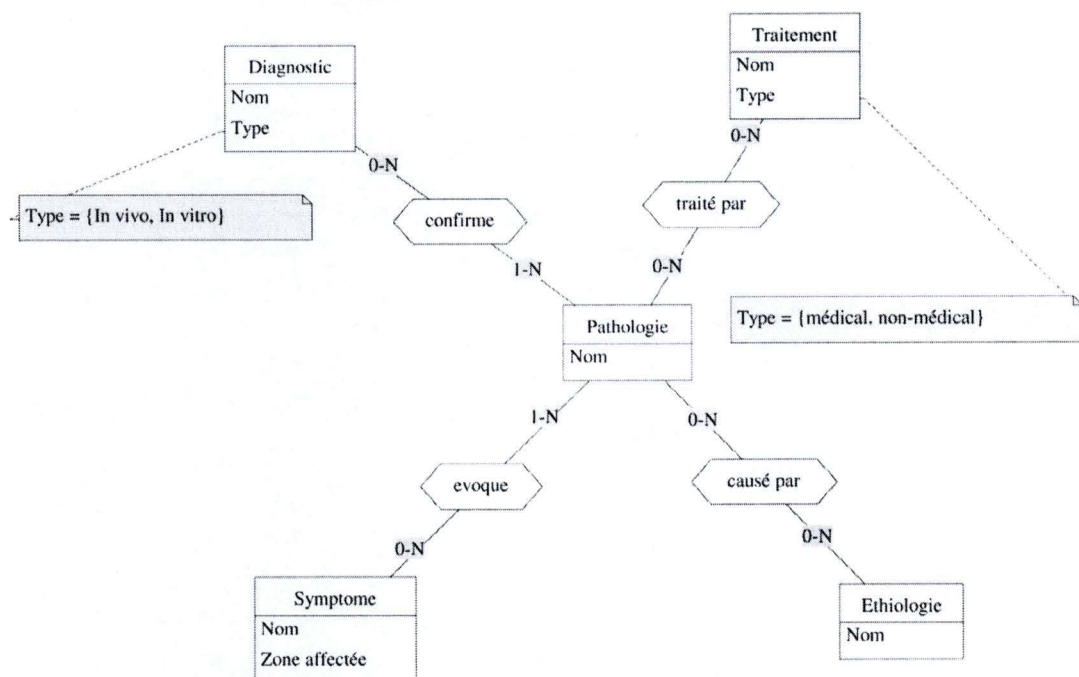 Traitement
Nom
Type
Diagnostic
Nom
Type
0-N
0-N
Type = {In vivo, In vitro}
confirme
traité par
1-N
0-N
Type = {médical, non-médical}
Pathologie
Nom
1-N
0-N
evoque
causé par
0-N
0-N
Symptome
Nom
Zone affectée
Ethiologie
Nom